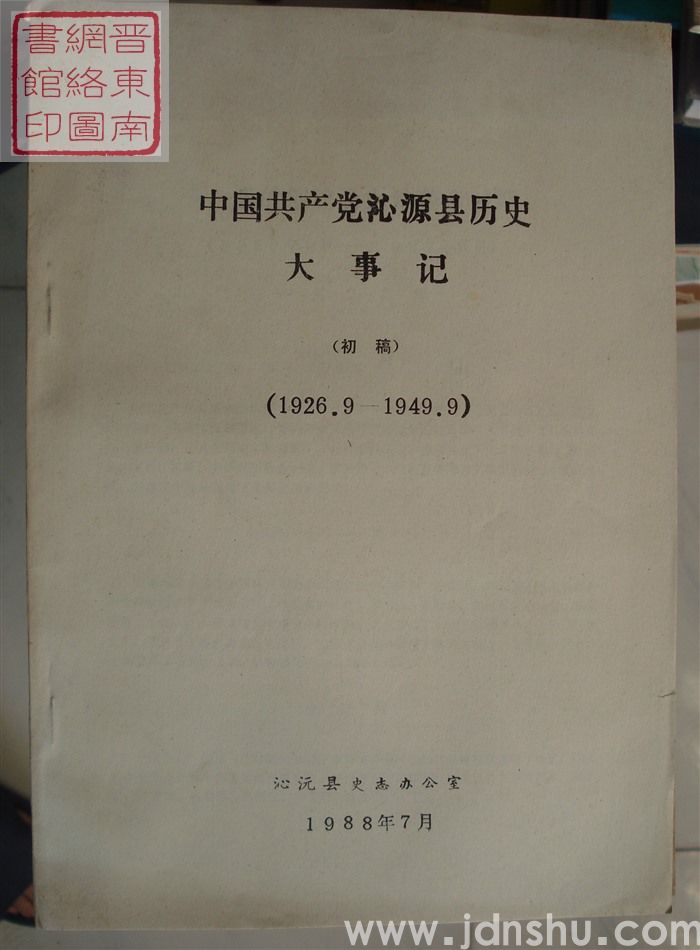 晋東南
網絡圖
書館印
中国共产党沁源县历史
大事记
(初稿)
(1926.9—1949.9)
沁沅县史志办公室
1988年7月
www.jdnshu.com